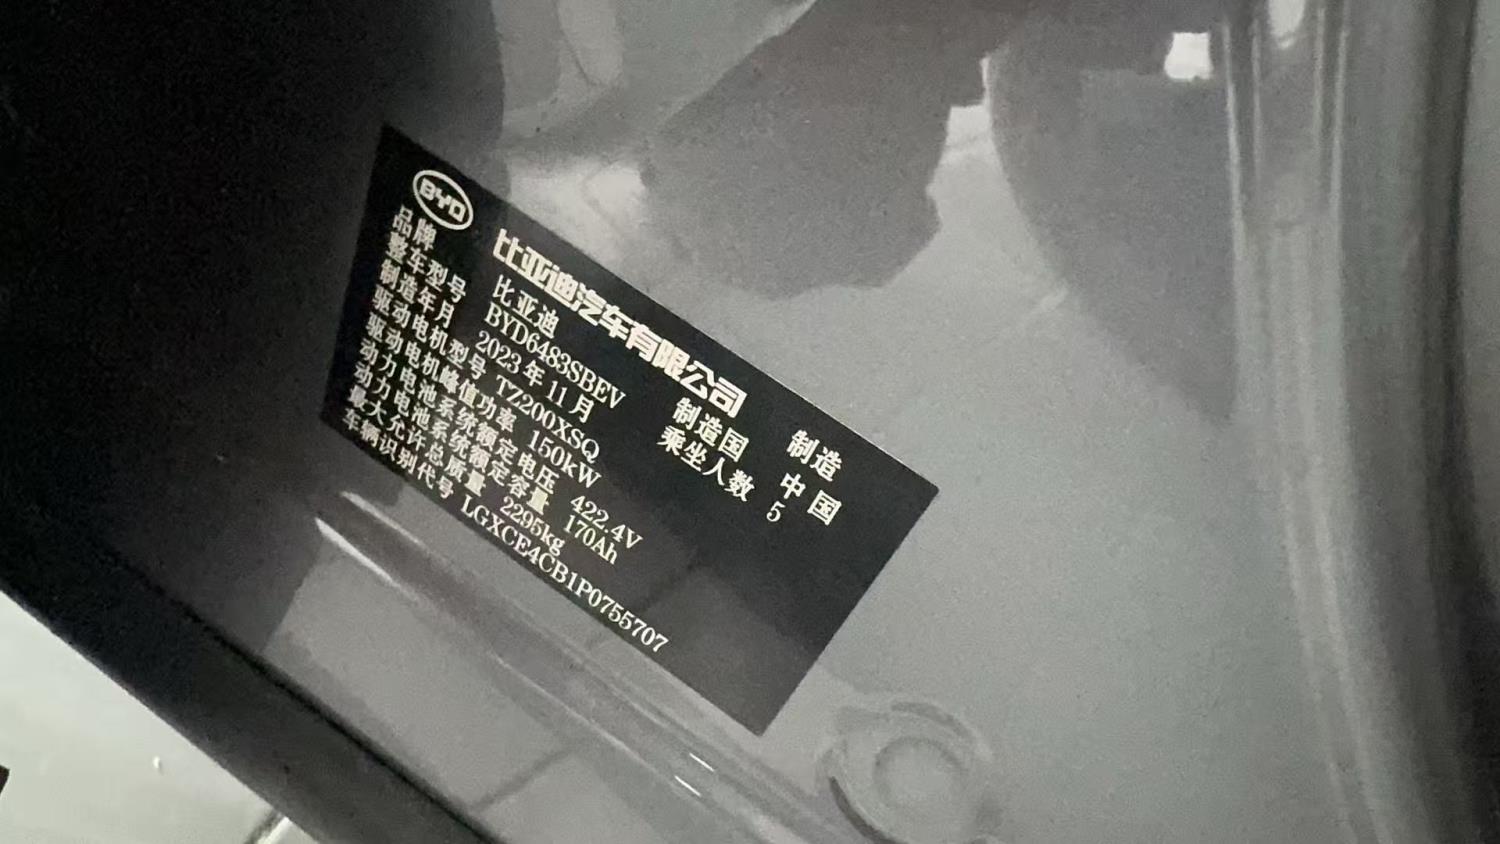 BYD
比亚迪汽车有限公司 制造
品牌 比亚迪 制造国 中国
整车型号 BYD6483SBEV 乘坐人数 5
制造年月 2023年11月
驱动电机型号 TZ200XSQ
驱动电机峰值功率 150kW
动力电池系统额定电压 422.4V
动力电池系统额定容量 170Ah
最大允许总质量 2295kg
车辆识别代号 LGXCE4CB1P0755707